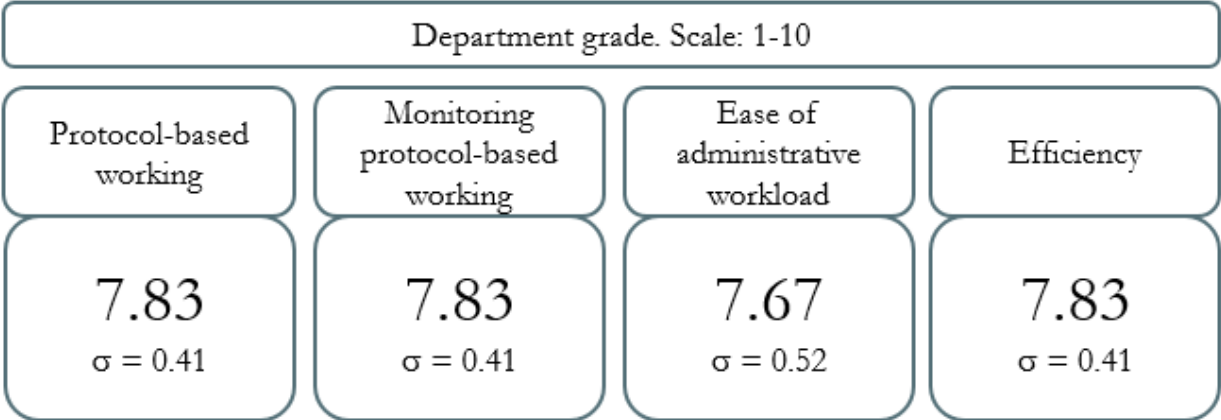 Department grade. Scale: 1-10
Protocol-based
working
Monitoring
protocol-based
working
Ease of
administrative
workload
Efficiency
7.83
σ = 0.41
7.83
σ = 0.41
7.67
σ = 0.52
7.83
σ = 0.41